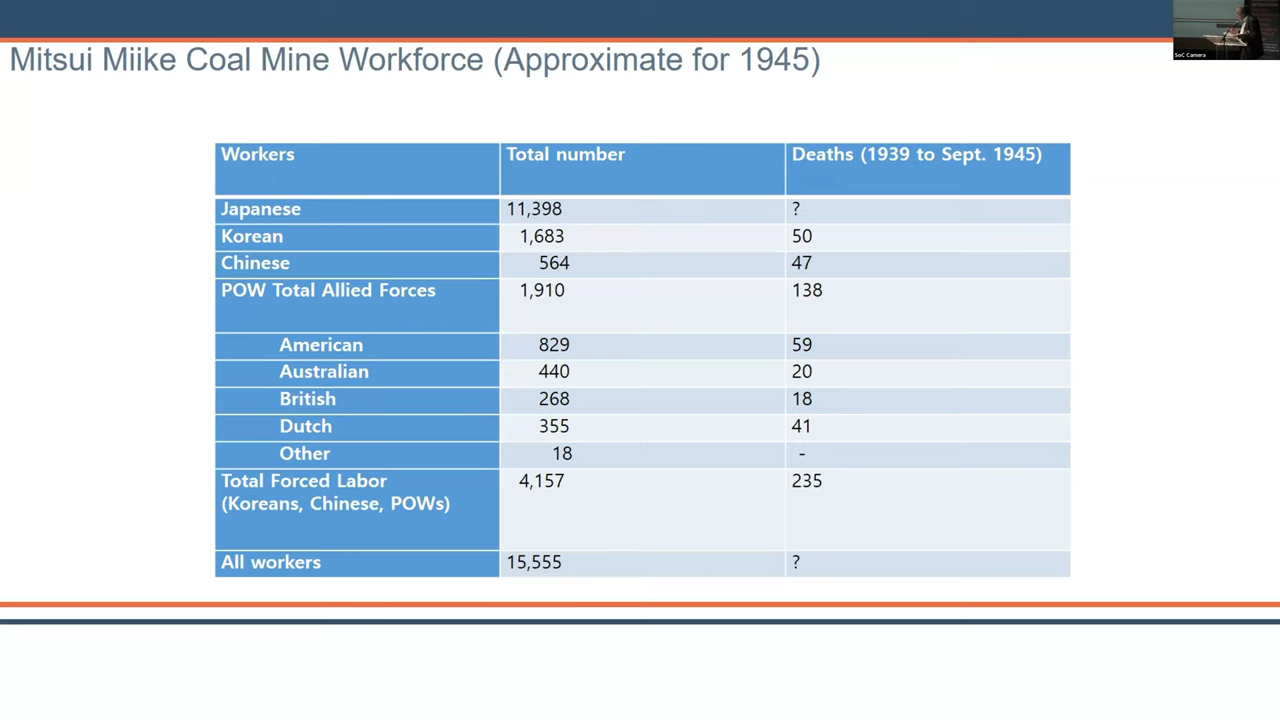 Mitsui Miike Coal Mine Workforce (Approximate for 1945)
SoC Camera
Workers Total number Deaths (1939 to Sept. 1945)
Japanese 11,398 ?
Korean 1,683 50
Chinese 564 47
POW Total Allied Forces 1,910 138
American 829 59
Australian 440 20
British 268 18
Dutch 355 41
Other 18 -
Total Forced Labor 4,157 235
(Koreans, Chinese, POWs)
All workers 15,555 ?